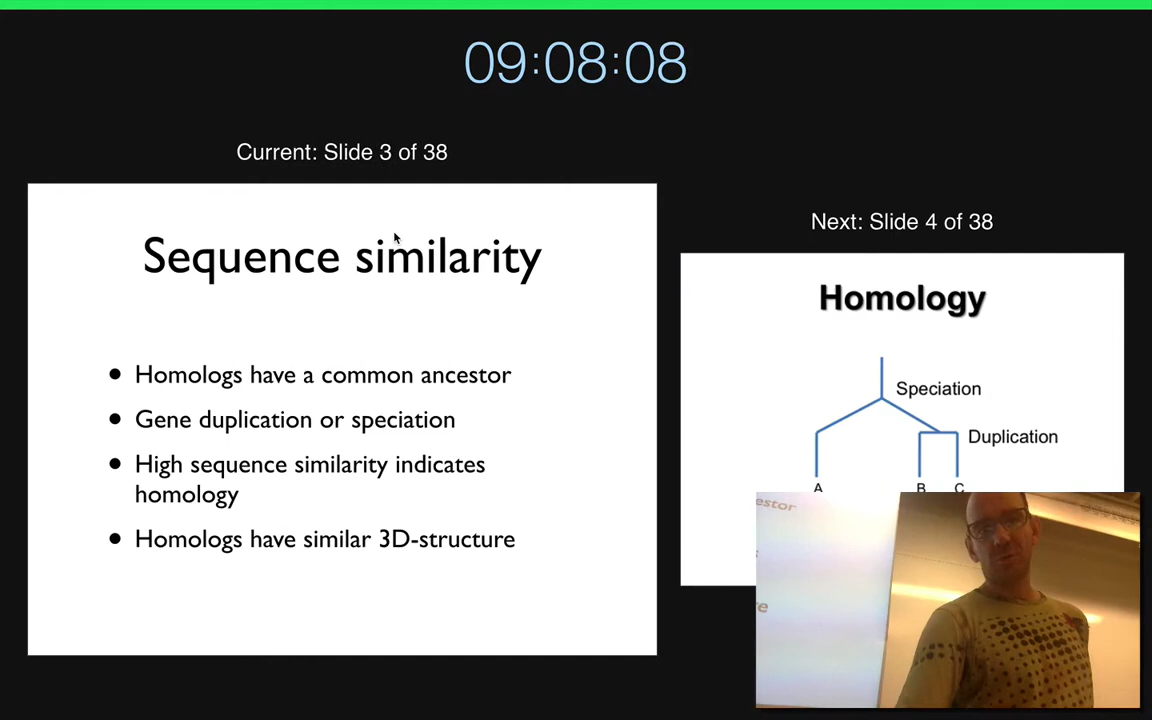 09:08:08
Current: Slide 3 of 38
Next: Slide 4 of 38
Sequence similarity
• Homologs have a common ancestor
• Gene duplication or speciation
• High sequence similarity indicates
homology
• Homologs have similar 3D-structure
Homology
Speciation
Duplication
A B C
estor